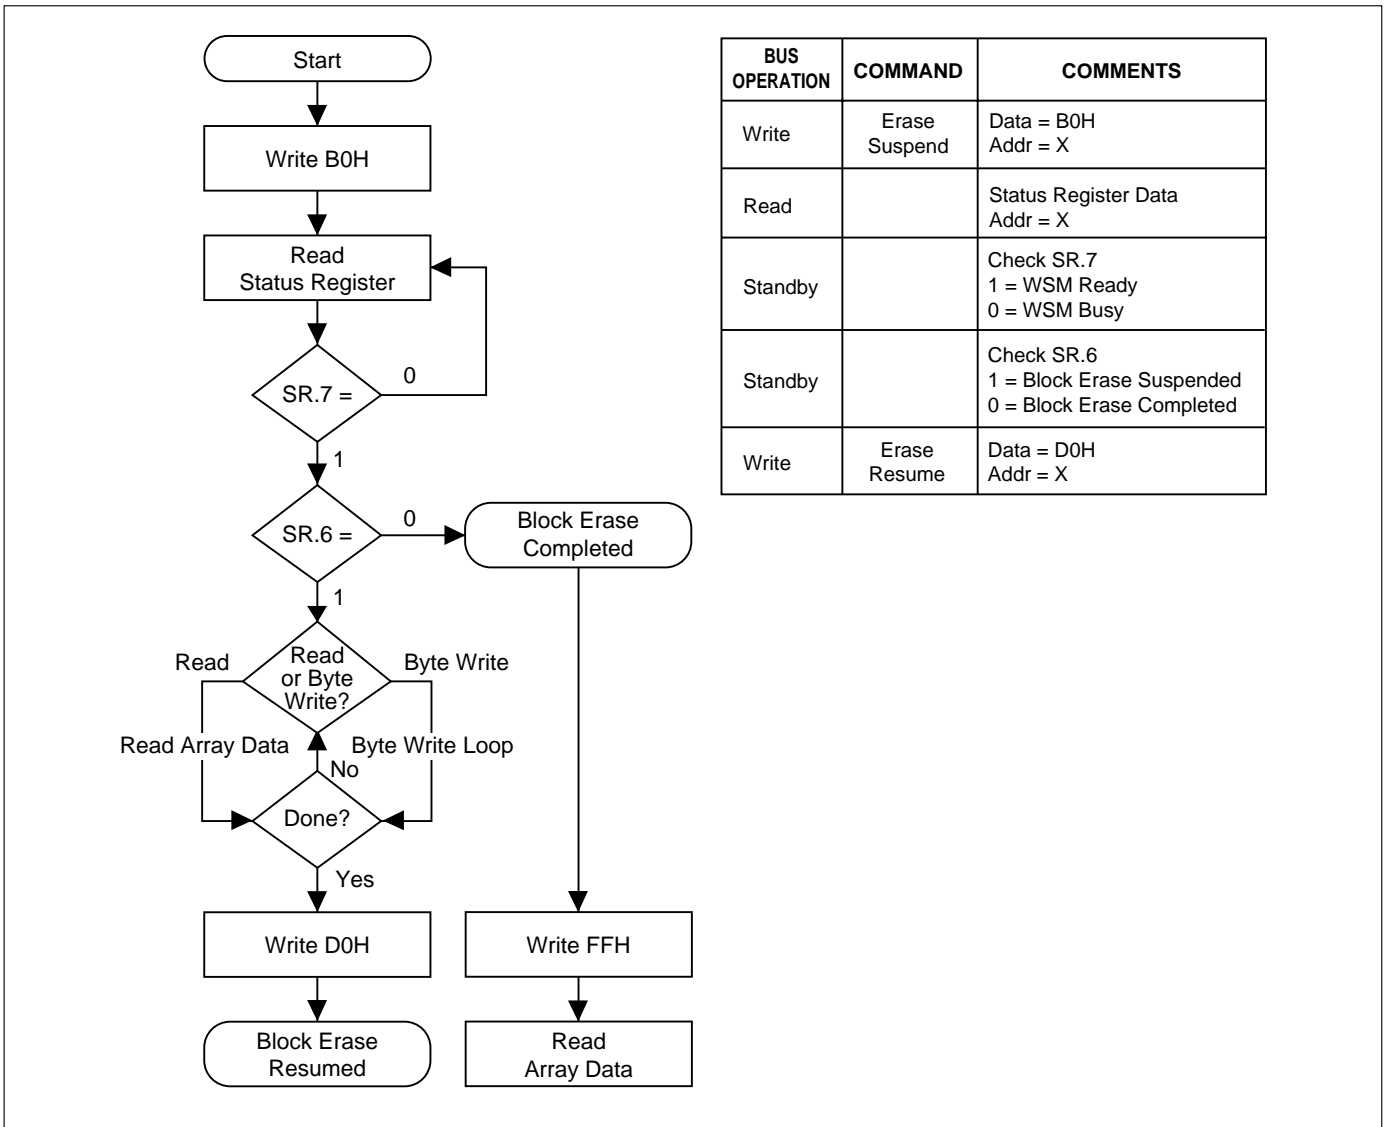 Start
Write B0H
Read
Status Register
SR.7 =
0
1
SR.6 =
0
Block Erase
Completed
1
Read
Read
or Byte
Write?
Byte Write
Read Array Data
Byte Write Loop
No
Done?
Yes
Write D0H
Write FFH
Block Erase
Resumed
Read
Array Data
BUS
OPERATION
COMMAND
COMMENTS
Write
Erase
Suspend
Data = B0H
Addr = X
Read
Status Register Data
Addr = X
Standby
Check SR.7
1 = WSM Ready
0 = WSM Busy
Standby
Check SR.6
1 = Block Erase Suspended
0 = Block Erase Completed
Write
Erase
Resume
Data = D0H
Addr = X